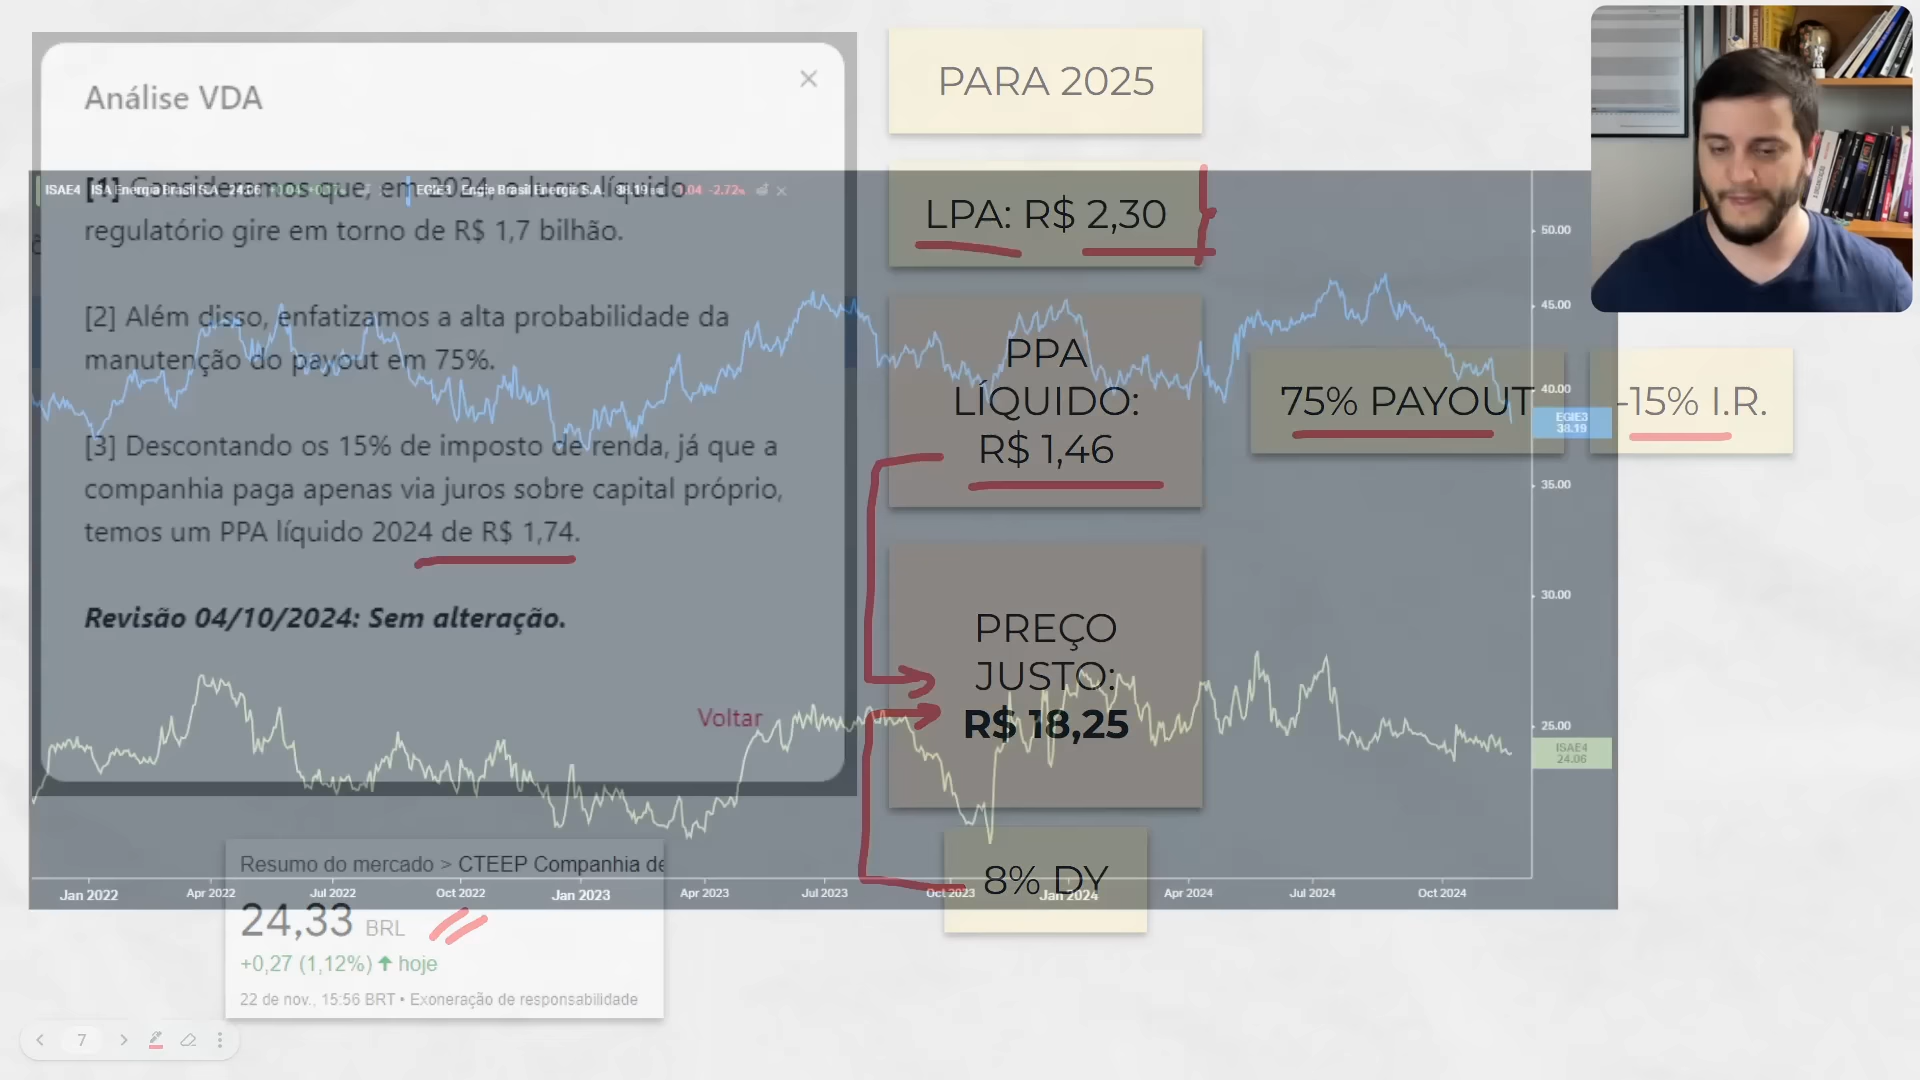 Análise VDA
ISAE4 ISA Energia Brasil S.A. 24.06
EGIE3 Engie Brasil Energia S.A. 38.19 -2.72%
[1] Consideramos que, em 2024, o lucro líquido
regulatório gire em torno de R$ 1,7 bilhão.
[2] Além disso, enfatizamos a alta probabilidade da
manutenção do payout em 75%.
[3] Descontando os 15% de imposto de renda, já que a
companhia paga apenas via juros sobre capital próprio,
temos um PPA líquido 2024 de R$ 1,74.
Revisão 04/10/2024: Sem alteração.
Voltar
PARA 2025
LPA: R$ 2,30
PPA
LÍQUIDO:
R$ 1,46
75% PAYOUT
-15% I.R.
PREÇO
JUSTO:
R$ 18,25
8% DY
50.00
45.00
40.00
EGIE3
38.19
35.00
30.00
25.00
ISAE4
24.06
Jan 2022
Apr 2022
Jul 2022
Oct 2022
Jan 2023
Apr 2023
Jul 2023
Oct 2023
Jan 2024
Apr 2024
Jul 2024
Oct 2024
Resumo do mercado > CTEEP Companhia de
24,33 BRL
+0,27 (1,12%) hoje
22 de nov., 15:56 BRT • Exoneração de responsabilidade
7